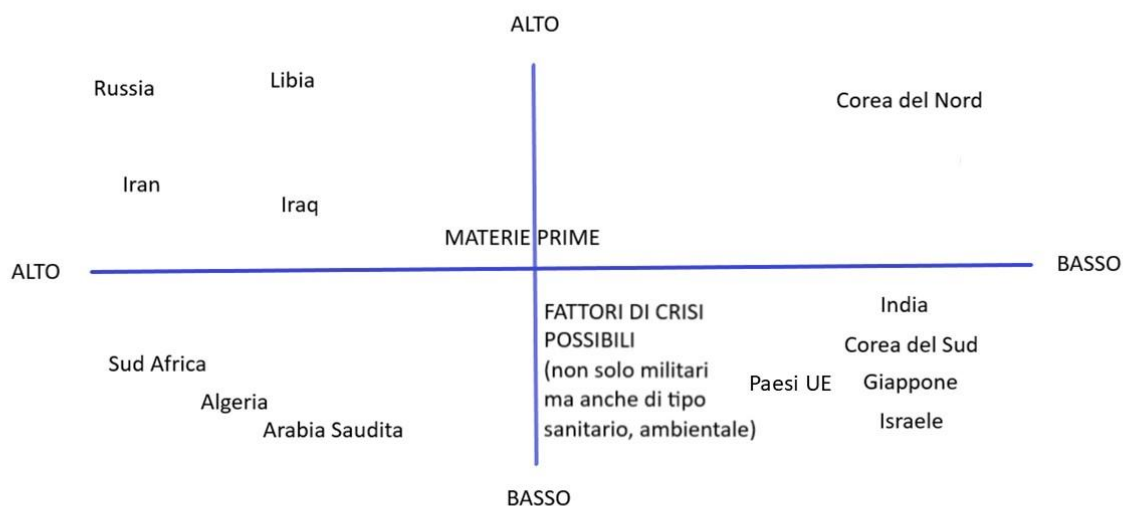 ALTO
Russia
Libia
Corea del Nord
Iran
Iraq
MATERIE PRIME
ALTO
BASSO
FATTORI DI CRISI
POSSIBILI
(non solo militari
ma anche di tipo
sanitario, ambientale)
India
Corea del Sud
Paesi UE
Giappone
Israele
Sud Africa
Algeria
Arabia Saudita
BASSO